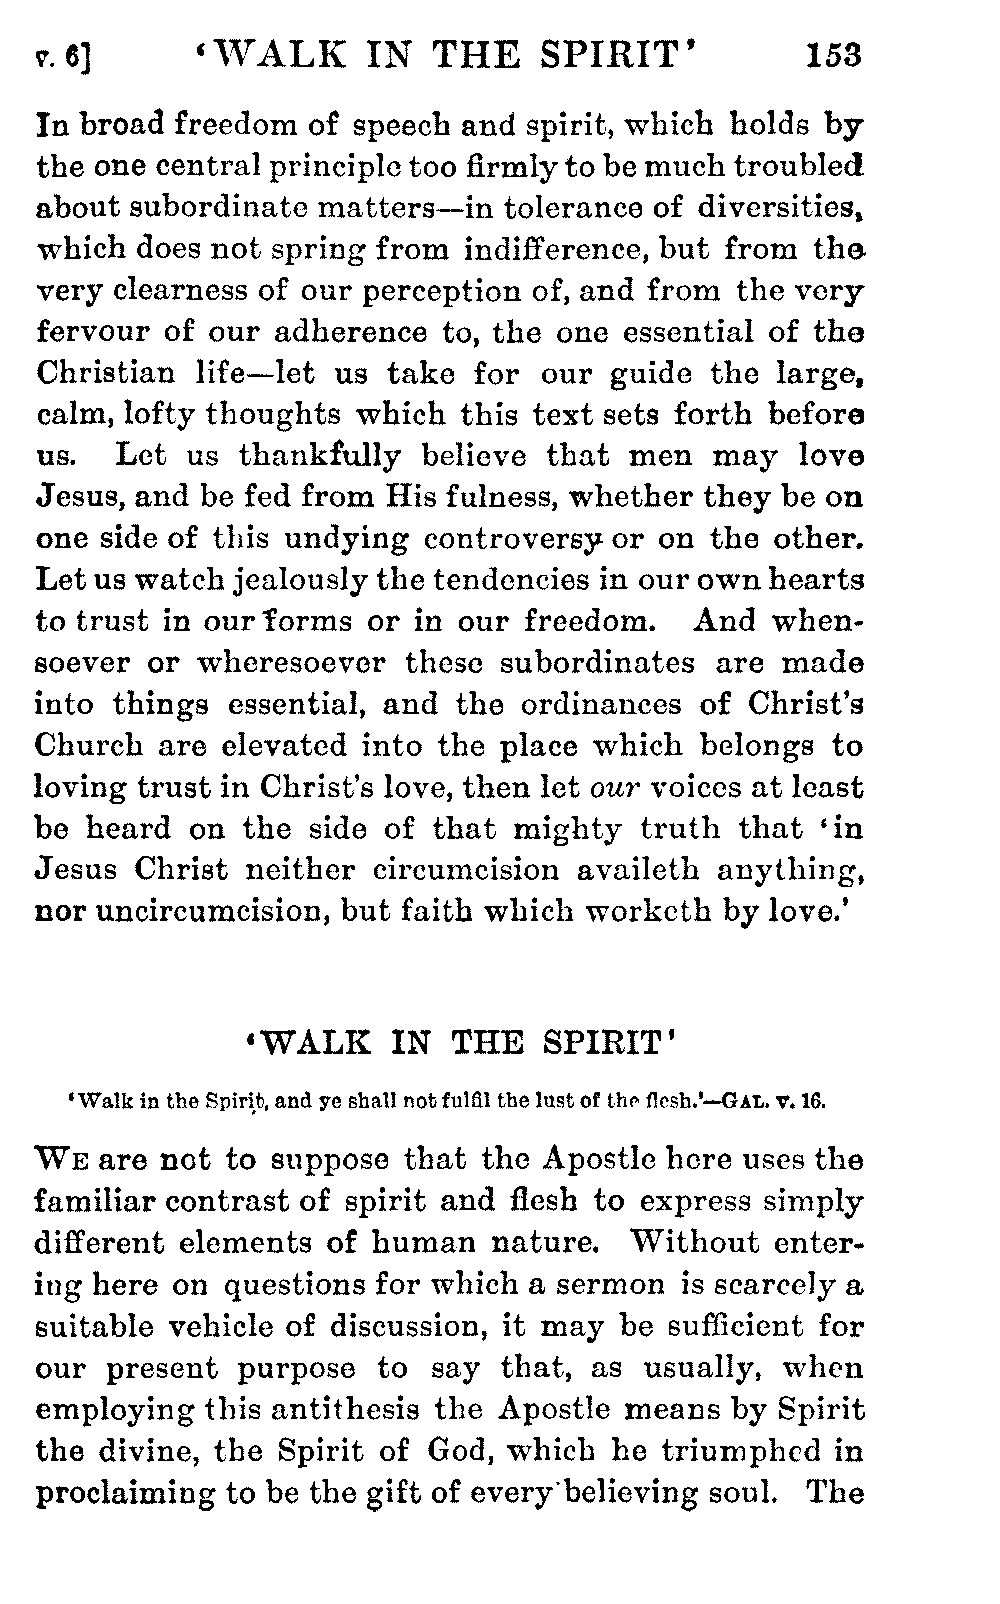 v. 6] ‘WALK IN THE SPIRIT’ 153
In broad freedom of speech and spirit, which holds by
the one central principle too firmly to be much troubled
about subordinate matters—in tolerance of diversities,
which does not spring from indifference, but from the
very clearness of our perception of, and from the very
fervour of our adherence to, the one essential of the
Christian life—let us take for our guide the large,
calm, lofty thoughts which this text sets forth before
us. Let us thankfully believe that men may love
Jesus, and be fed from His fulness, whether they be on
one side of this undying controversy or on the other.
Let us watch jealously the tendencies in our own hearts
to trust in our forms or in our freedom. And when-
soever or wheresoever these subordinates are made
into things essential, and the ordinances of Christ’s
Church are elevated into the place which belongs to
loving trust in Christ’s love, then let our voices at least
be heard on the side of that mighty truth that ‘in
Jesus Christ neither circumcision availeth anything,
nor uncircumcision, but faith which worketh by love.’
‘WALK IN THE SPIRIT’
‘Walk in the Spirit, and ye shall not fulfil the lust of the flesh.’—GAL. v. 16.
WE are not to suppose that the Apostle here uses the
familiar contrast of spirit and flesh to express simply
different elements of human nature. Without enter-
ing here on questions for which a sermon is scarcely a
suitable vehicle of discussion, it may be sufficient for
our present purpose to say that, as usually, when
employing this antithesis the Apostle means by Spirit
the divine, the Spirit of God, which he triumphed in
proclaiming to be the gift of every believing soul. The